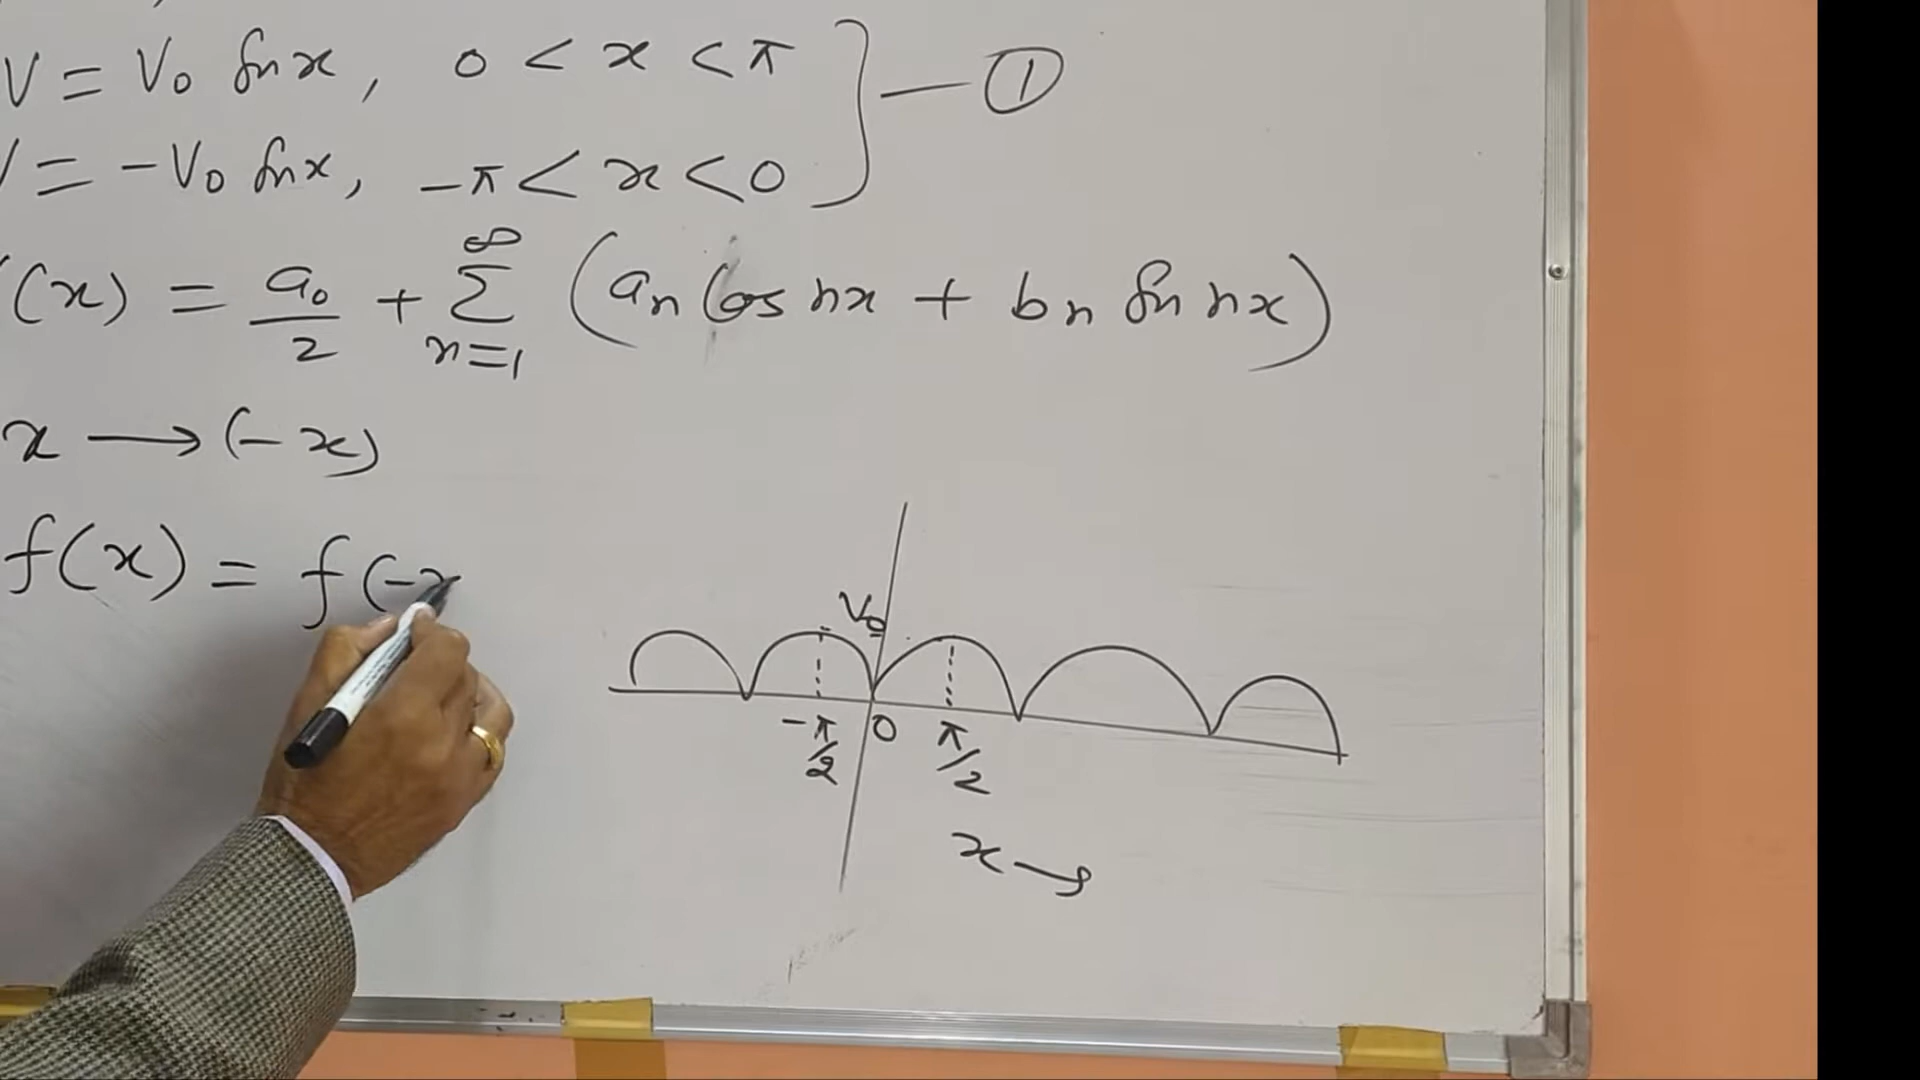 V = V₀ Sin x, 0 < x < π } — ①
V = -V₀ Sin x, -π < x < 0
(x) = a₀/2 + ∑_{n=1}^{∞} (aₙ Cos nx + bₙ Sin nx)
x ⟶ (-x)
f(x) = f(-x
V₀
-π/2 0 π/2
x →